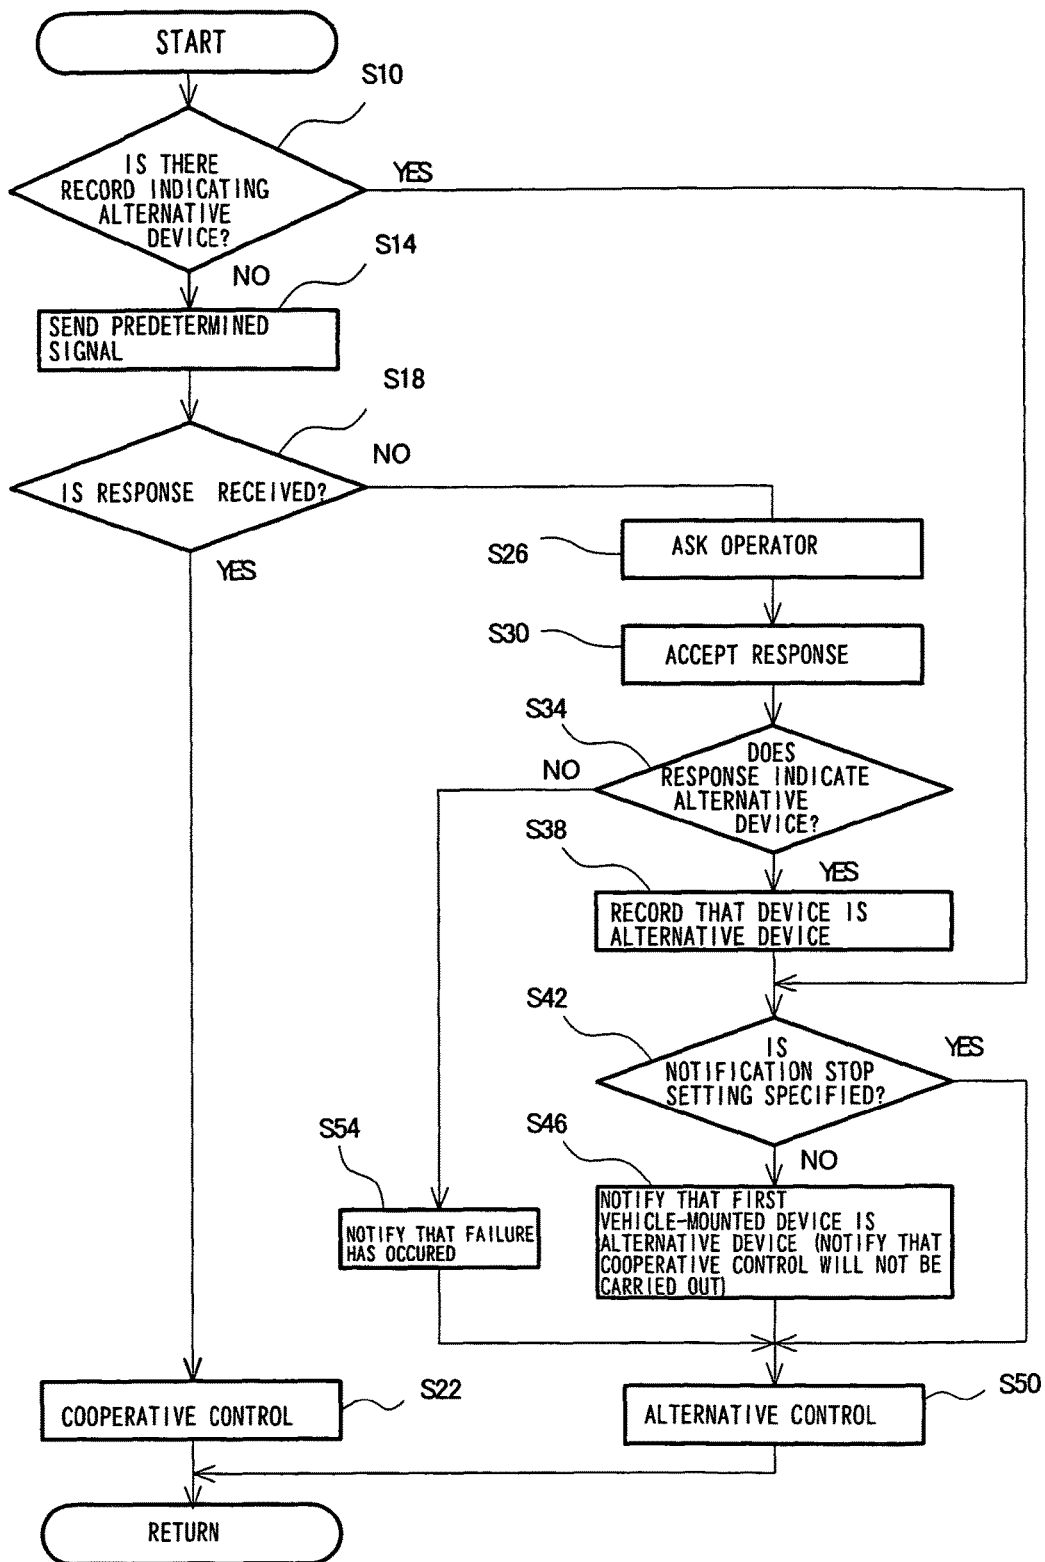 START
S10
IS THERE
RECORD INDICATING
ALTERNATIVE
DEVICE?
YES
NO
S14
SEND PREDETERMINED
SIGNAL
S18
IS RESPONSE RECEIVED?
NO
YES
S26
ASK OPERATOR
S30
ACCEPT RESPONSE
S34
DOES
RESPONSE INDICATE
ALTERNATIVE
DEVICE?
NO
YES
S38
RECORD THAT DEVICE IS
ALTERNATIVE DEVICE
S42
IS
NOTIFICATION STOP
SETTING SPECIFIED?
YES
NO
S54
NOTIFY THAT FAILURE
HAS OCCURED
S46
NOTIFY THAT FIRST
VEHICLE-MOUNTED DEVICE IS
ALTERNATIVE DEVICE (NOTIFY THAT
COOPERATIVE CONTROL WILL NOT BE
CARRIED OUT)
COOPERATIVE CONTROL
S22
ALTERNATIVE CONTROL
S50
RETURN